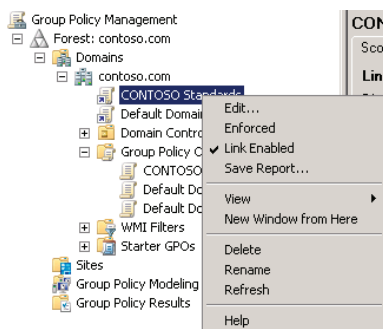 Group Policy Management
Forest: contoso.com
Domains
contoso.com
CONTOSO Standards
Default Domai
Domain Contro
Group Policy O
CONTOSO
Default Do
Default Do
WMI Filters
Starter GPOs
Sites
Group Policy Modeling
Group Policy Results
Edit...
Enforced
Link Enabled
Save Report...
View
New Window from Here
Delete
Rename
Refresh
Help
CON
Sco
Lin